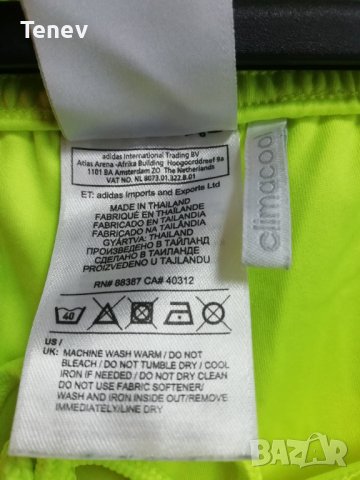 Tenev
adidas International Trading BV
Atlas Arena -Afrika Building Hoogoorddreef 9a
1101 BA Amsterdam ZO The Netherlands
VAT NO. NL 8073.01.322.B.01
ET: adidas Imports and Exports Ltd
MADE IN THAILAND
FABRIQUÉ EN THAÏLANDE
FABRICADO EN TAILANDIA
FABRICADO NA TAILÂNDIA
GYÁRTVA: THAIFÖLD
ПРОИЗВЕДЕНО В ТАЙЛАНД
СДЕЛАНО В ТАИЛАНДЕ
PROIZVEDENO U TAJLANDU
RN# 88387 CA# 40312
40
US /
UK: MACHINE WASH WARM / DO NOT
BLEACH / DO NOT TUMBLE DRY / COOL
IRON IF NEEDED / DO NOT DRY CLEAN
DO NOT USE FABRIC SOFTENER/
WASH AND IRON INSIDE OUT/REMOVE
IMMEDIATELY/LINE DRY
climacool
BAZAR